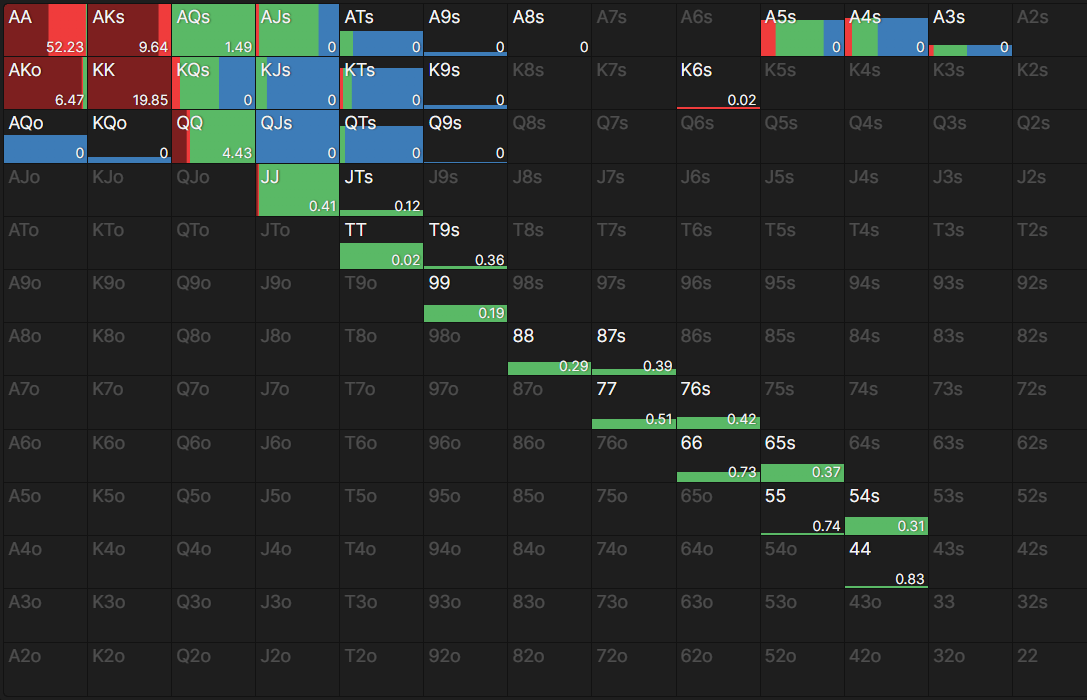 AA AKs AQs AJs ATs A9s A8s A7s A6s A5s A4s A3s A2s
52.23 9.64 1.49 0 0 0 0 0 0 0
AKo KK KQs KJs KTs K9s K8s K7s K6s K5s K4s K3s K2s
6.47 19.85 0 0 0 0 0.02
AQo KQo QQ QJs QTs Q9s Q8s Q7s Q6s Q5s Q4s Q3s Q2s
0 0 4.43 0 0 0
AJo KJo QJo JJ JTs J9s J8s J7s J6s J5s J4s J3s J2s
0.41 0.12
ATo KTo QTo JTo TT T9s T8s T7s T6s T5s T4s T3s T2s
0.02 0.36
A9o K9o Q9o J9o T9o 99 98s 97s 96s 95s 94s 93s 92s
0.19
A8o K8o Q8o J8o T8o 98o 88 87s 86s 85s 84s 83s 82s
0.29 0.39
A7o K7o Q7o J7o T7o 97o 87o 77 76s 75s 74s 73s 72s
0.51 0.42
A6o K6o Q6o J6o T6o 96o 86o 76o 66 65s 64s 63s 62s
0.73 0.37
A5o K5o Q5o J5o T5o 95o 85o 75o 65o 55 54s 53s 52s
0.74 0.31
A4o K4o Q4o J4o T4o 94o 84o 74o 64o 54o 44 43s 42s
0.83
A3o K3o Q3o J3o T3o 93o 83o 73o 63o 53o 43o 33 32s
A2o K2o Q2o J2o T2o 92o 82o 72o 62o 52o 42o 32o 22